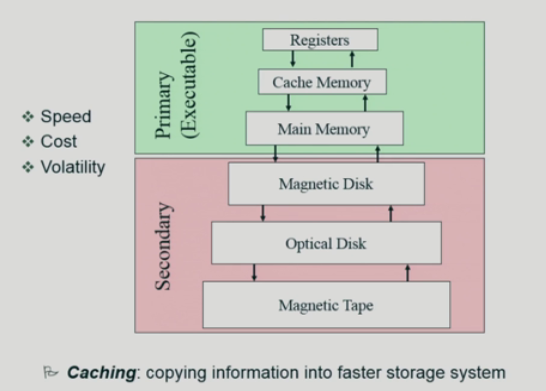 Registers
Cache Memory
Main Memory
Primary
(Executable)
❖ Speed
❖ Cost
❖ Volatility
Magnetic Disk
Optical Disk
Magnetic Tape
Secondary
Caching: copying information into faster storage system